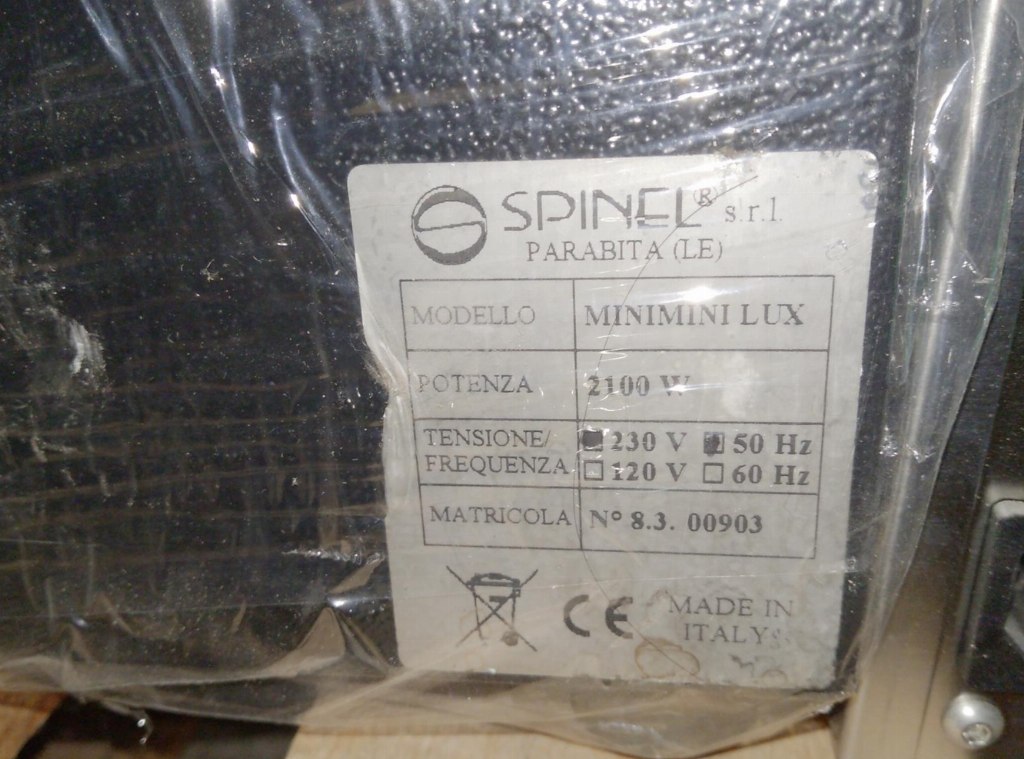 SPINEL® s.r.l.
PARABITA (LE)
MODELLO MINIMINI LUX
POTENZA 2100 W
TENSIONE/ 230 V 50 Hz
FREQUENZA 120 V 60 Hz
MATRICOLA N° 8.3. 00903
CE MADE IN
ITALY